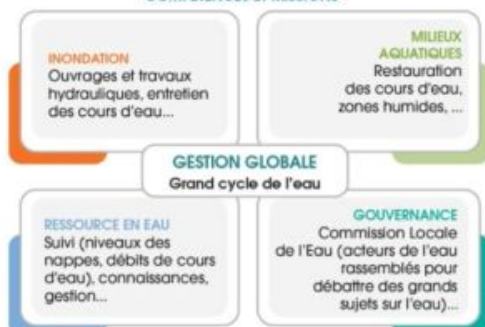 INONDATION
Ouvrages et travaux
hydrauliques, entretien
des cours d'eau...
MILIEUX
AQUATIQUES
Restauration
des cours d'eau,
zones humides, ...
GESTION GLOBALE
Grand cycle de l'eau
RESSOURCE EN EAU
Suivi (niveaux des
nappes, débits de cours
d'eau), connaissances,
gestion...
GOUVERNANCE
Commission Locale
de l'Eau (acteurs de l'eau
rassemblés pour
débattre des grands
sujets sur l'eau)...